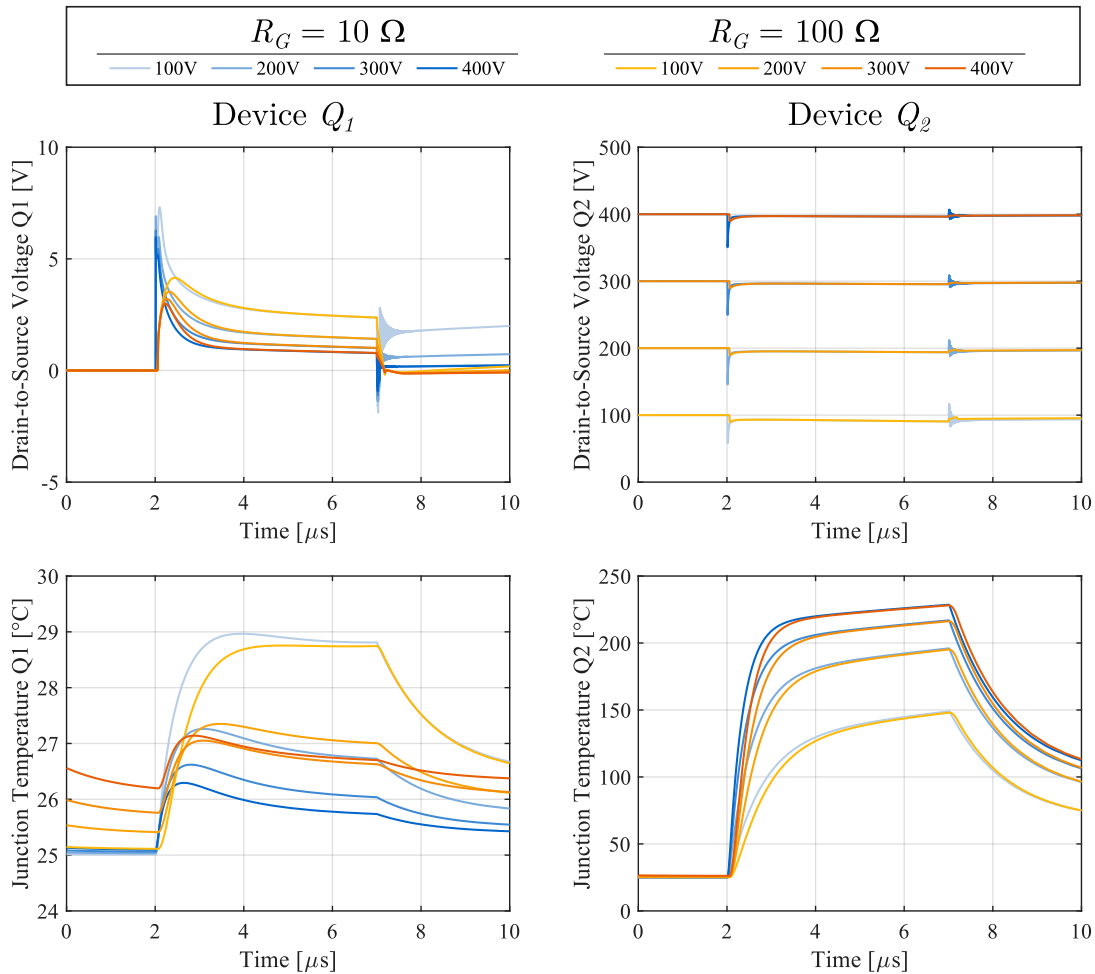 R_G = 10 Ω R_G = 100 Ω
100V 200V 300V 400V 100V 200V 300V 400V
Device Q_1
Drain-to-Source Voltage Q1 [V]
10
5
0
-5
0 2 4 6 8 10
Time [μs]
Device Q_2
Drain-to-Source Voltage Q2 [V]
500
400
300
200
100
0
0 2 4 6 8 10
Time [μs]
Junction Temperature Q1 [°C]
30
29
28
27
26
25
24
0 2 4 6 8 10
Time [μs]
Junction Temperature Q2 [°C]
250
200
150
100
50
0
0 2 4 6 8 10
Time [μs]